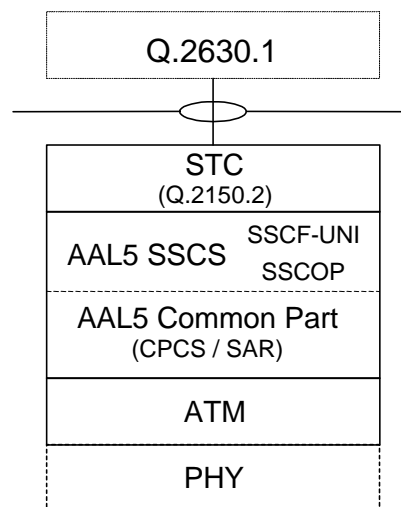 Q.2630.1
STC
(Q.2150.2)
AAL5 SSCS
SSCF-UNI
SSCOP
AAL5 Common Part
(CPCS / SAR)
ATM
PHY